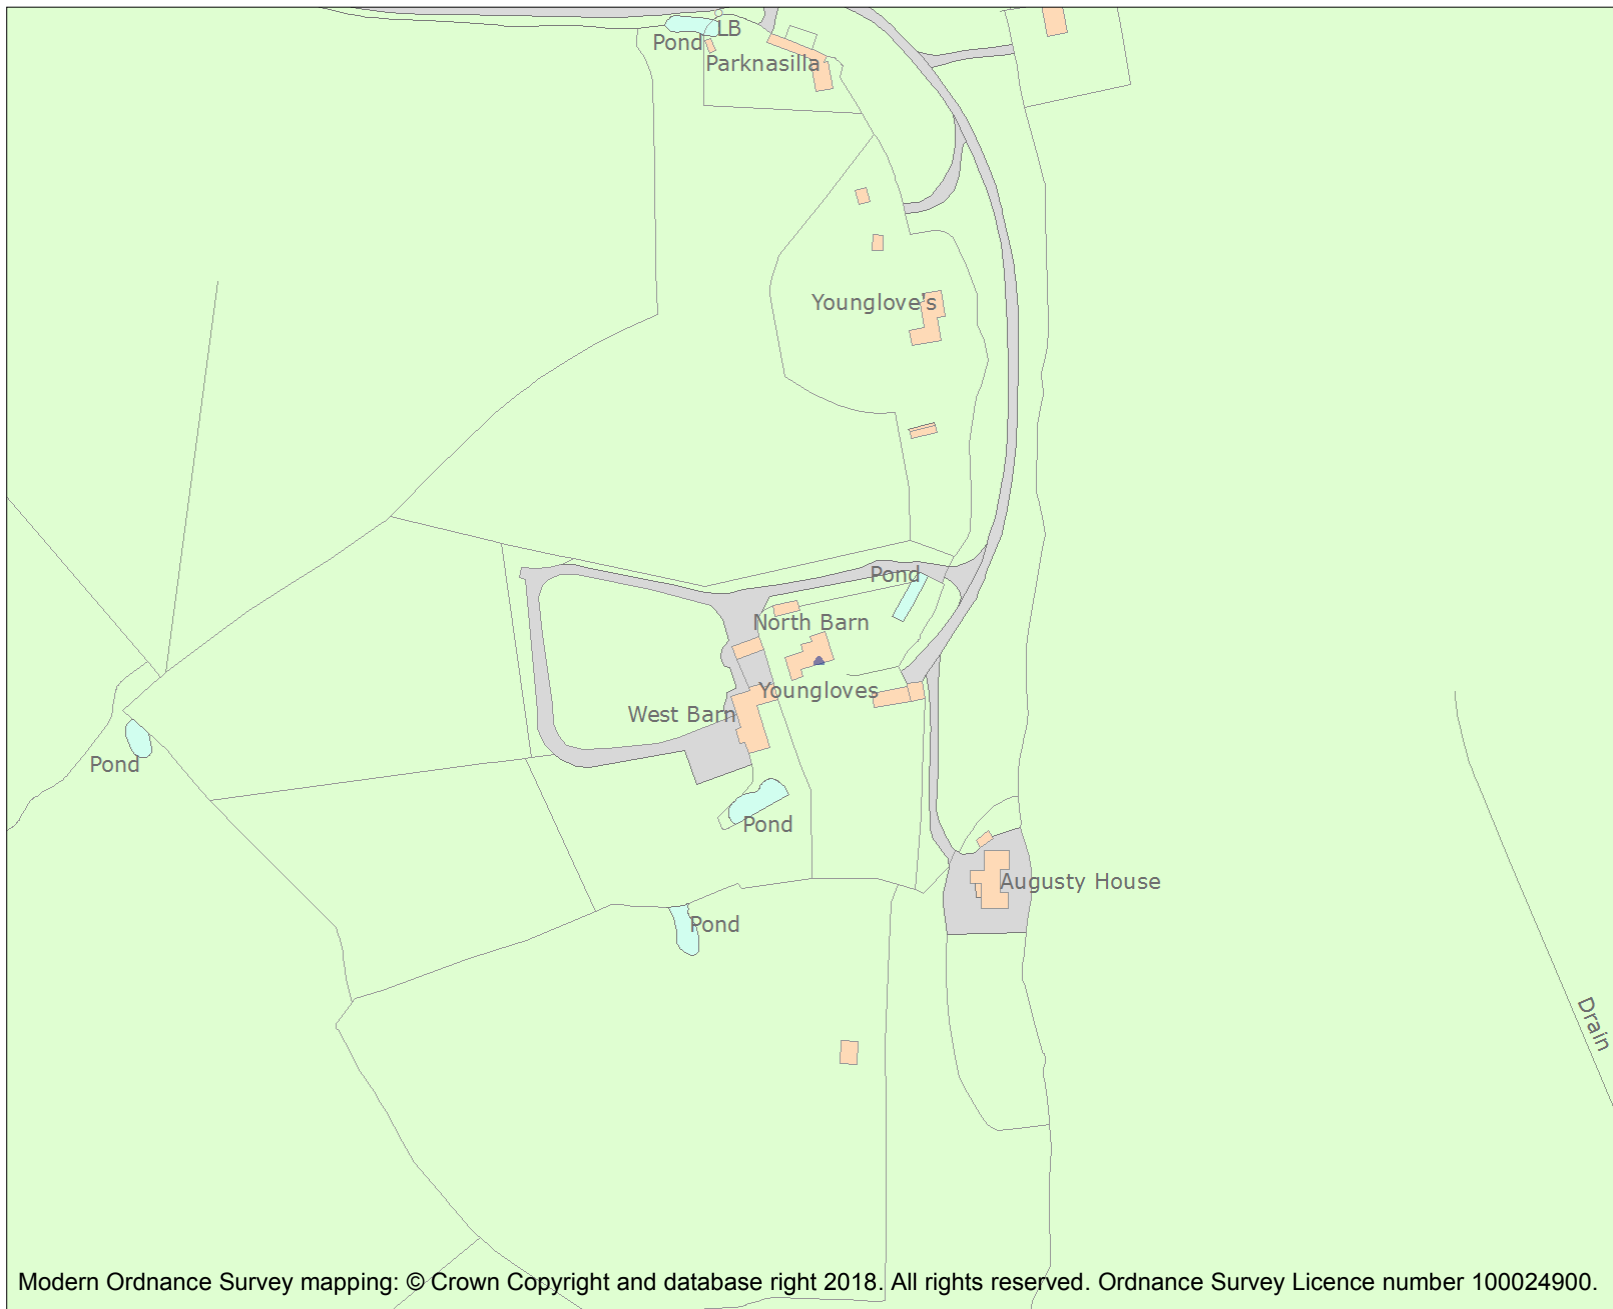 LB
Pond
Parknasilla
Younglove's
Pond
North Barn
Youngloves
West Barn
Pond
Pond
Augusty House
Pond
Drain
Modern Ordnance Survey mapping: © Crown Copyright and database right 2018. All rights reserved. Ordnance Survey Licence number 100024900.